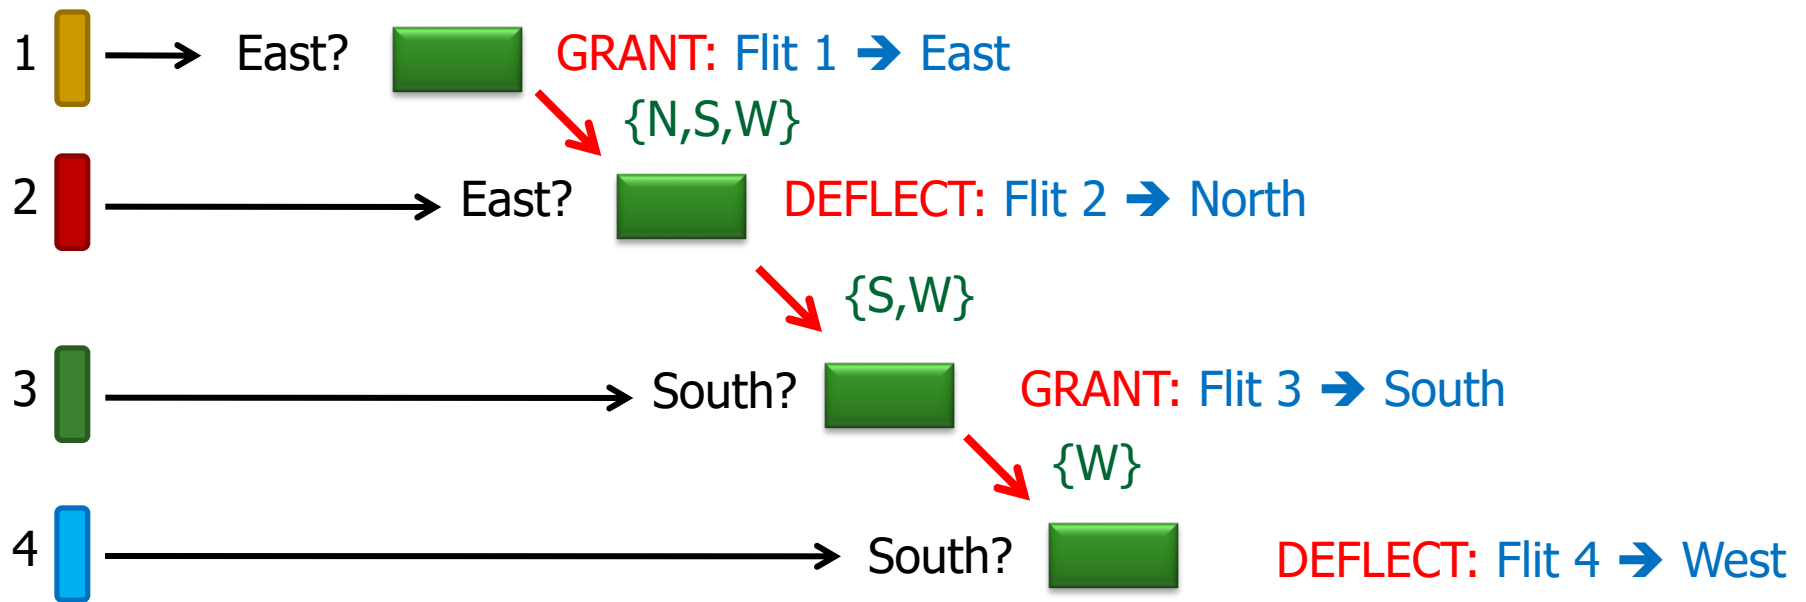 1 East? GRANT: Flit 1 ➔ East
{N,S,W}
2 East? DEFLECT: Flit 2 ➔ North
{S,W}
3 South? GRANT: Flit 3 ➔ South
{W}
4 South? DEFLECT: Flit 4 ➔ West